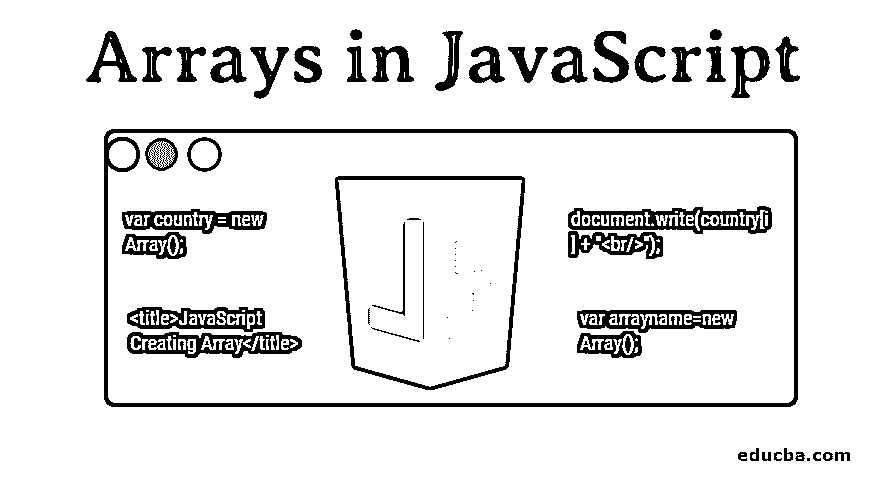 Arrays in JavaScript
var country = new
Array();
document.write(country[i
] + "<br/>");
<title>JavaScript
Creating Array</title>
var arrayname=new
Array();
educba.com